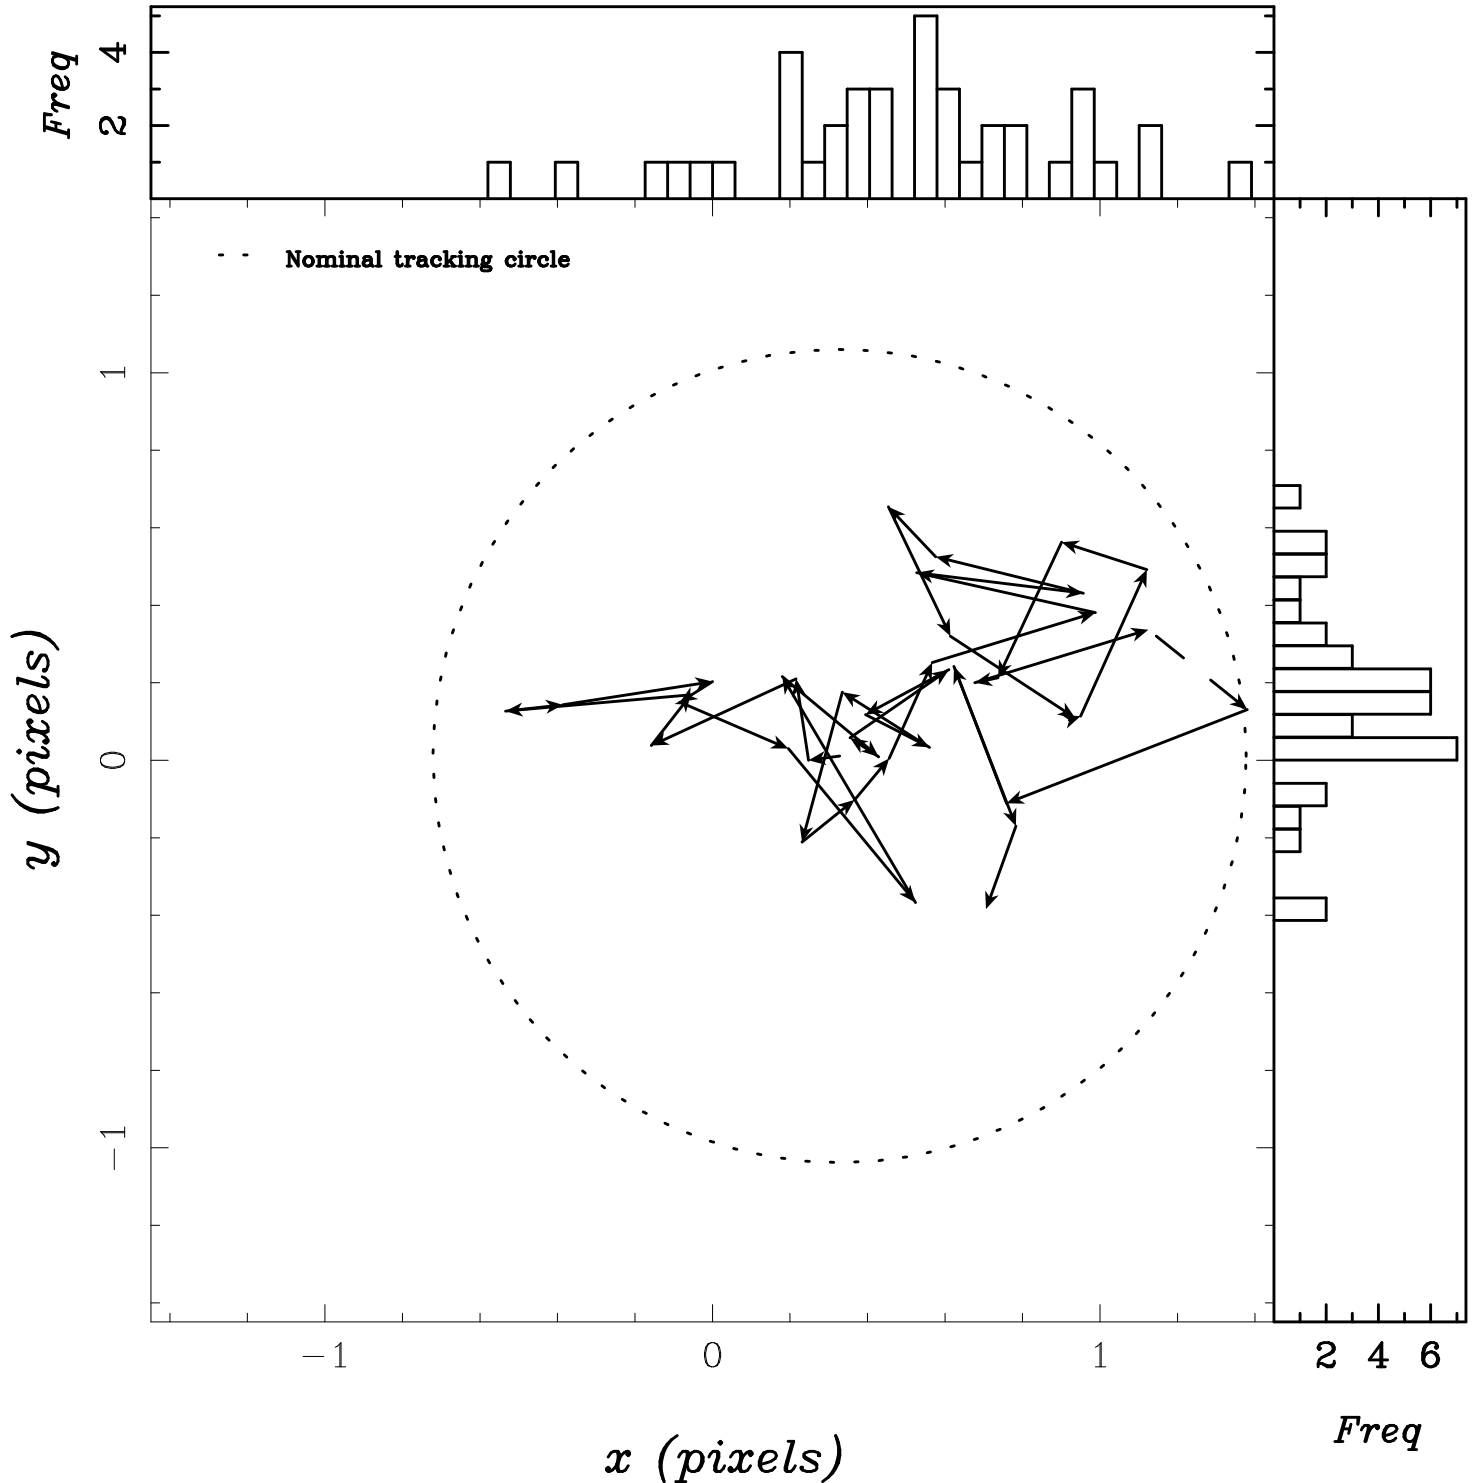 Freq
4
2
Nominal tracking circle
1
0
−1
y (pixels)
−1 0 1
x (pixels)
2 4 6
Freq